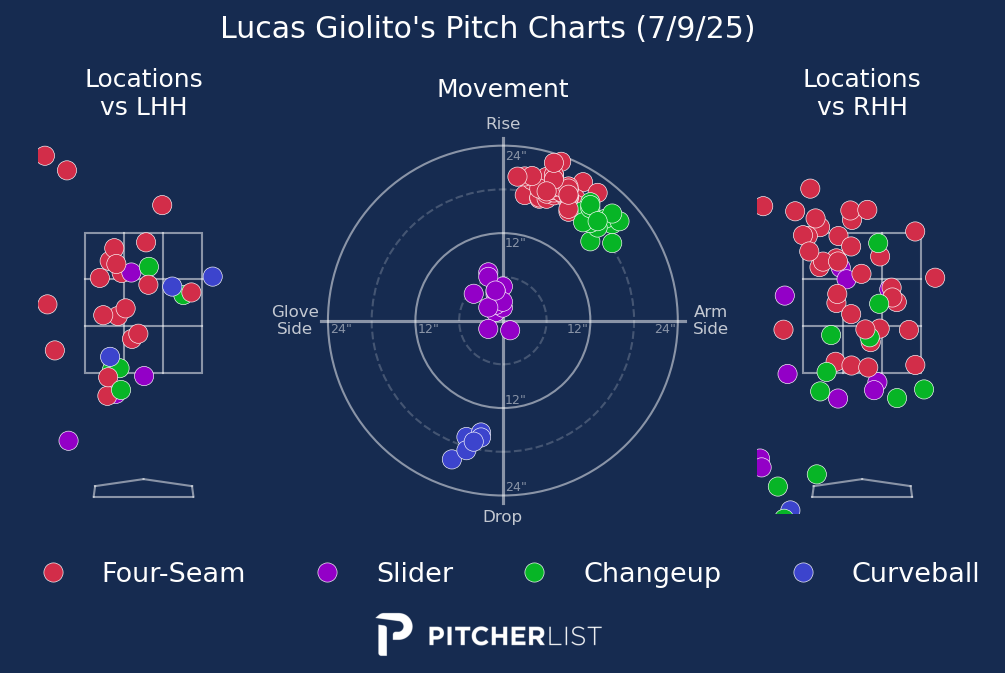 Lucas Giolito's Pitch Charts (7/9/25)
Locations
vs LHH
Movement
Locations
vs RHH
Rise
24"
12"
Glove
Side
24"
12"
12"
24"
Arm
Side
12"
24"
Drop
Four-Seam
Slider
Changeup
Curveball
PITCHERLIST